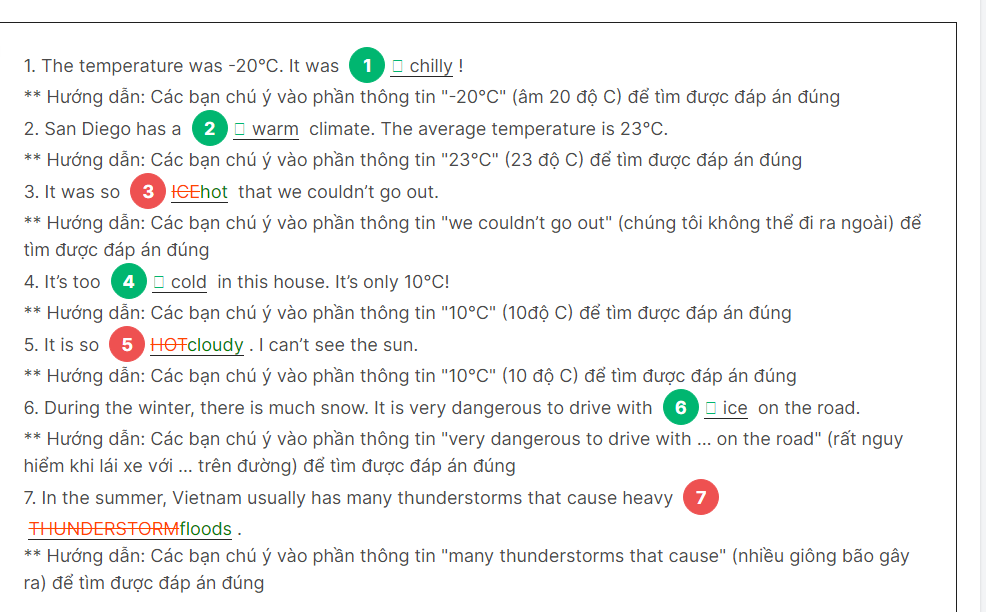 1. The temperature was -20°C. It was 1 chilly !
** Hướng dẫn: Các bạn chú ý vào phần thông tin "-20°C" (âm 20 độ C) để tìm được đáp án đúng
2. San Diego has a 2 warm climate. The average temperature is 23°C.
** Hướng dẫn: Các bạn chú ý vào phần thông tin "23°C" (23 độ C) để tìm được đáp án đúng
3. It was so 3 ICEhot that we couldn’t go out.
** Hướng dẫn: Các bạn chú ý vào phần thông tin "we couldn’t go out" (chúng tôi không thể đi ra ngoài) để
tìm được đáp án đúng
4. It’s too 4 cold in this house. It’s only 10°C!
** Hướng dẫn: Các bạn chú ý vào phần thông tin "10°C" (10độ C) để tìm được đáp án đúng
5. It is so 5 HOTcloudy . I can’t see the sun.
** Hướng dẫn: Các bạn chú ý vào phần thông tin "10°C" (10 độ C) để tìm được đáp án đúng
6. During the winter, there is much snow. It is very dangerous to drive with 6 ice on the road.
** Hướng dẫn: Các bạn chú ý vào phần thông tin "very dangerous to drive with ... on the road" (rất nguy
hiểm khi lái xe với ... trên đường) để tìm được đáp án đúng
7. In the summer, Vietnam usually has many thunderstorms that cause heavy 7
THUNDERSTORMfloods .
** Hướng dẫn: Các bạn chú ý vào phần thông tin "many thunderstorms that cause" (nhiều giông bão gây
ra) để tìm được đáp án đúng